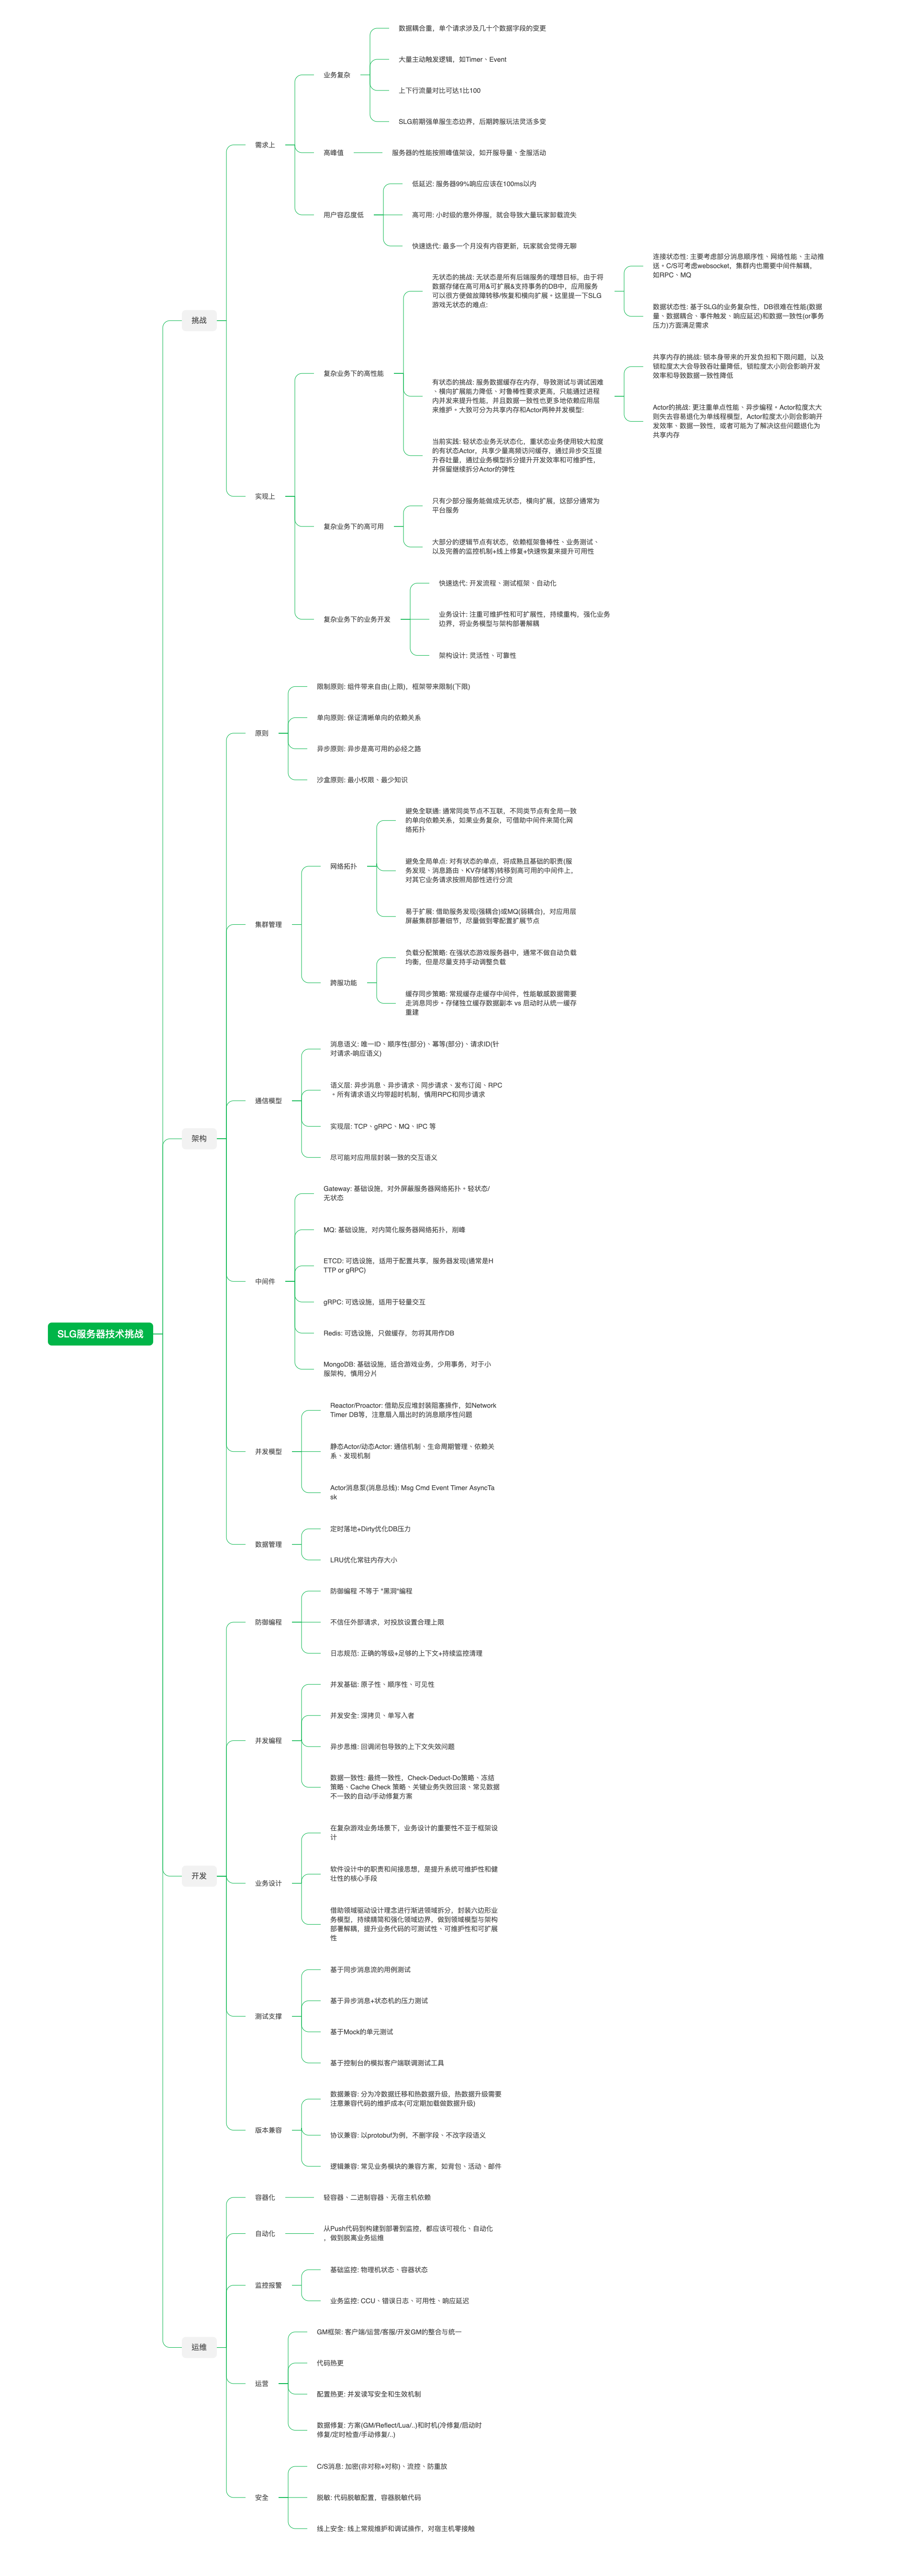 SLG服务器技术挑战
挑战
需求上
业务复杂
数据耦合重，单个请求涉及几十个数据字段的变更
大量主动触发逻辑，如Timer、Event
上下行流量对比可达1比100
SLG前期强单服生态边界，后期跨服玩法灵活多变
高峰值
服务器的性能按照峰值架设，如开服导量、全服活动
用户容忍度低
低延迟: 服务器99%响应应该在100ms以内
高可用: 小时级的意外停服，就会导致大量玩家卸载流失
快速迭代: 最多一个月没有内容更新，玩家就会觉得无聊
实现上
复杂业务下的高性能
无状态的挑战: 无状态是所有后端服务的理想目标，由于将
数据存储在高可用&可扩展&支持事务的DB中，应用服务
可以很方便做故障转移/恢复和横向扩展。这里提一下SLG
游戏无状态的难点:
连接状态性: 主要考虑部分消息顺序性、网络性能、主动推
送。C/S可考虑websocket，集群内也需要中间件解耦，
如RPC、MQ
数据状态性: 基于SLG的业务复杂性，DB很难在性能(数据
量、数据耦合、事件触发、响应延迟)和数据一致性(or事务
压力)方面满足需求
有状态的挑战: 服务数据缓存在内存，导致测试与调试困难
、横向扩展能力降低、对鲁棒性要求更高，只能通过进程
内并发来提升性能，并且数据一致性也更多地依赖应用层
来维护。大致可分为共享内存和Actor两种并发模型:
共享内存的挑战: 锁本身带来的开发负担和下限问题，以及
锁粒度太大会导致吞吐量降低，锁粒度太小则会影响开发
效率和导致数据一致性降低
Actor的挑战: 更注重单点性能、异步编程。Actor粒度太大
则失去容易退化为单线程模型，Actor粒度太小则会影响开
发效率、数据一致性，或者可能为了解决这些问题退化为
共享内存
当前实践: 轻状态业务无状态化，重状态业务使用较大粒度
的有状态Actor，共享少量高频访问缓存，通过异步交互提
升吞吐量，通过业务模型拆分提升开发效率和可维护性，
并保留继续拆分Actor的弹性
复杂业务下的高可用
只有少部分服务能做成无状态，横向扩展，这部分通常为
平台服务
大部分的逻辑节点有状态，依赖框架鲁棒性、业务测试、
以及完善的监控机制+线上修复+快速恢复来提升可用性
复杂业务下的业务开发
快速迭代: 开发流程、测试框架、自动化
业务设计: 注重可维护性和可扩展性，持续重构，强化业务
边界，将业务模型与架构部署解耦
架构设计: 灵活性、可靠性
架构
原则
限制原则: 组件带来自由(上限)，框架带来限制(下限)
单向原则: 保证清晰单向的依赖关系
异步原则: 异步是高可用的必经之路
沙盒原则: 最小权限、最少知识
集群管理
网络拓扑
避免全联通: 通常同类节点不互联，不同类节点有全局一致
的单向依赖关系，如果业务复杂，可借助中间件来简化网
络拓扑
避免全局单点: 对有状态的单点，将成熟且基础的职责(服
务发现、消息路由、KV存储等)转移到高可用的中间件上，
对其它业务请求按照局部性进行分流
易于扩展: 借助服务发现(强耦合)或MQ(弱耦合)，对应用层
屏蔽集群部署细节，尽量做到零配置扩展节点
跨服功能
负载分配策略: 在强状态游戏服务器中，通常不做自动负载
均衡，但是尽量支持手动调整负载
缓存同步策略: 常规缓存走缓存中间件，性能敏感数据需要
走消息同步。存储独立缓存数据副本 vs 启动时从统一缓存
重建
通信模型
消息语义: 唯一ID、顺序性(部分)、幂等(部分)、请求ID(针
对请求-响应语义)
语义层: 异步消息、异步请求、同步请求、发布订阅、RPC
。所有请求语义均带超时机制，慎用RPC和同步请求
实现层: TCP、gRPC、MQ、IPC 等
尽可能对应用层封装一致的交互语义
中间件
Gateway: 基础设施，对外屏蔽服务器网络拓扑。轻状态/
无状态
MQ: 基础设施，对内简化服务器网络拓扑，削峰
ETCD: 可选设施，适用于配置共享，服务器发现(通常是H
TTP or gRPC)
gRPC: 可选设施，适用于轻量交互
Redis: 可选设施，只做缓存，勿将其用作DB
MongoDB: 基础设施，适合游戏业务，少用事务，对于小
服架构，慎用分片
并发模型
Reactor/Proactor: 借助反应堆封装阻塞操作，如Network
Timer DB等，注意扇入扇出时的消息顺序性问题
静态Actor/动态Actor: 通信机制、生命周期管理、依赖关
系、发现机制
Actor消息泵(消息总线): Msg Cmd Event Timer AsyncTa
sk
数据管理
定时落地+Dirty优化DB压力
LRU优化常驻内存大小
开发
防御编程
防御编程 不等于 "黑洞"编程
不信任外部请求，对投放设置合理上限
日志规范: 正确的等级+足够的上下文+持续监控清理
并发编程
并发基础: 原子性、顺序性、可见性
并发安全: 深拷贝、单写入者
异步思维: 回调闭包导致的上下文失效问题
数据一致性: 最终一致性，Check-Deduct-Do策略、冻结
策略、Cache Check 策略、关键业务失败回滚、常见数据
不一致的自动/手动修复方案
业务设计
在复杂游戏业务场景下，业务设计的重要性不亚于框架设
计
软件设计中的职责和间接思想，是提升系统可维护性和健
壮性的核心手段
借助领域驱动设计理念进行渐进领域拆分，封装六边形业
务模型，持续精简和强化领域边界，做到领域模型与架构
部署解耦，提升业务代码的可测试性、可维护性和可扩展
性
测试支撑
基于同步消息流的用例测试
基于异步消息+状态机的压力测试
基于Mock的单元测试
基于控制台的模拟客户端联调测试工具
版本兼容
数据兼容: 分为冷数据迁移和热数据升级，热数据升级需要
注意兼容代码的维护成本(可定期加载做数据升级)
协议兼容: 以protobuf为例，不删字段、不改字段语义
逻辑兼容: 常见业务模块的兼容方案，如背包、活动、邮件
运维
容器化
轻容器、二进制容器、无宿主机依赖
自动化
从Push代码到构建到部署到监控，都应该可视化、自动化
，做到脱离业务运维
监控报警
基础监控: 物理机状态、容器状态
业务监控: CCU、错误日志、可用性、响应延迟
运营
GM框架: 客户端/运营/客服/开发GM的整合与统一
代码热更
配置热更: 并发读写安全和生效机制
数据修复: 方案(GM/Reflect/Lua/..)和时机(冷修复/启动时
修复/定时检查/手动修复/..)
安全
C/S消息: 加密(非对称+对称)、流控、防重放
脱敏: 代码脱敏配置，容器脱敏代码
线上安全: 线上常规维护和调试操作，对宿主机零接触